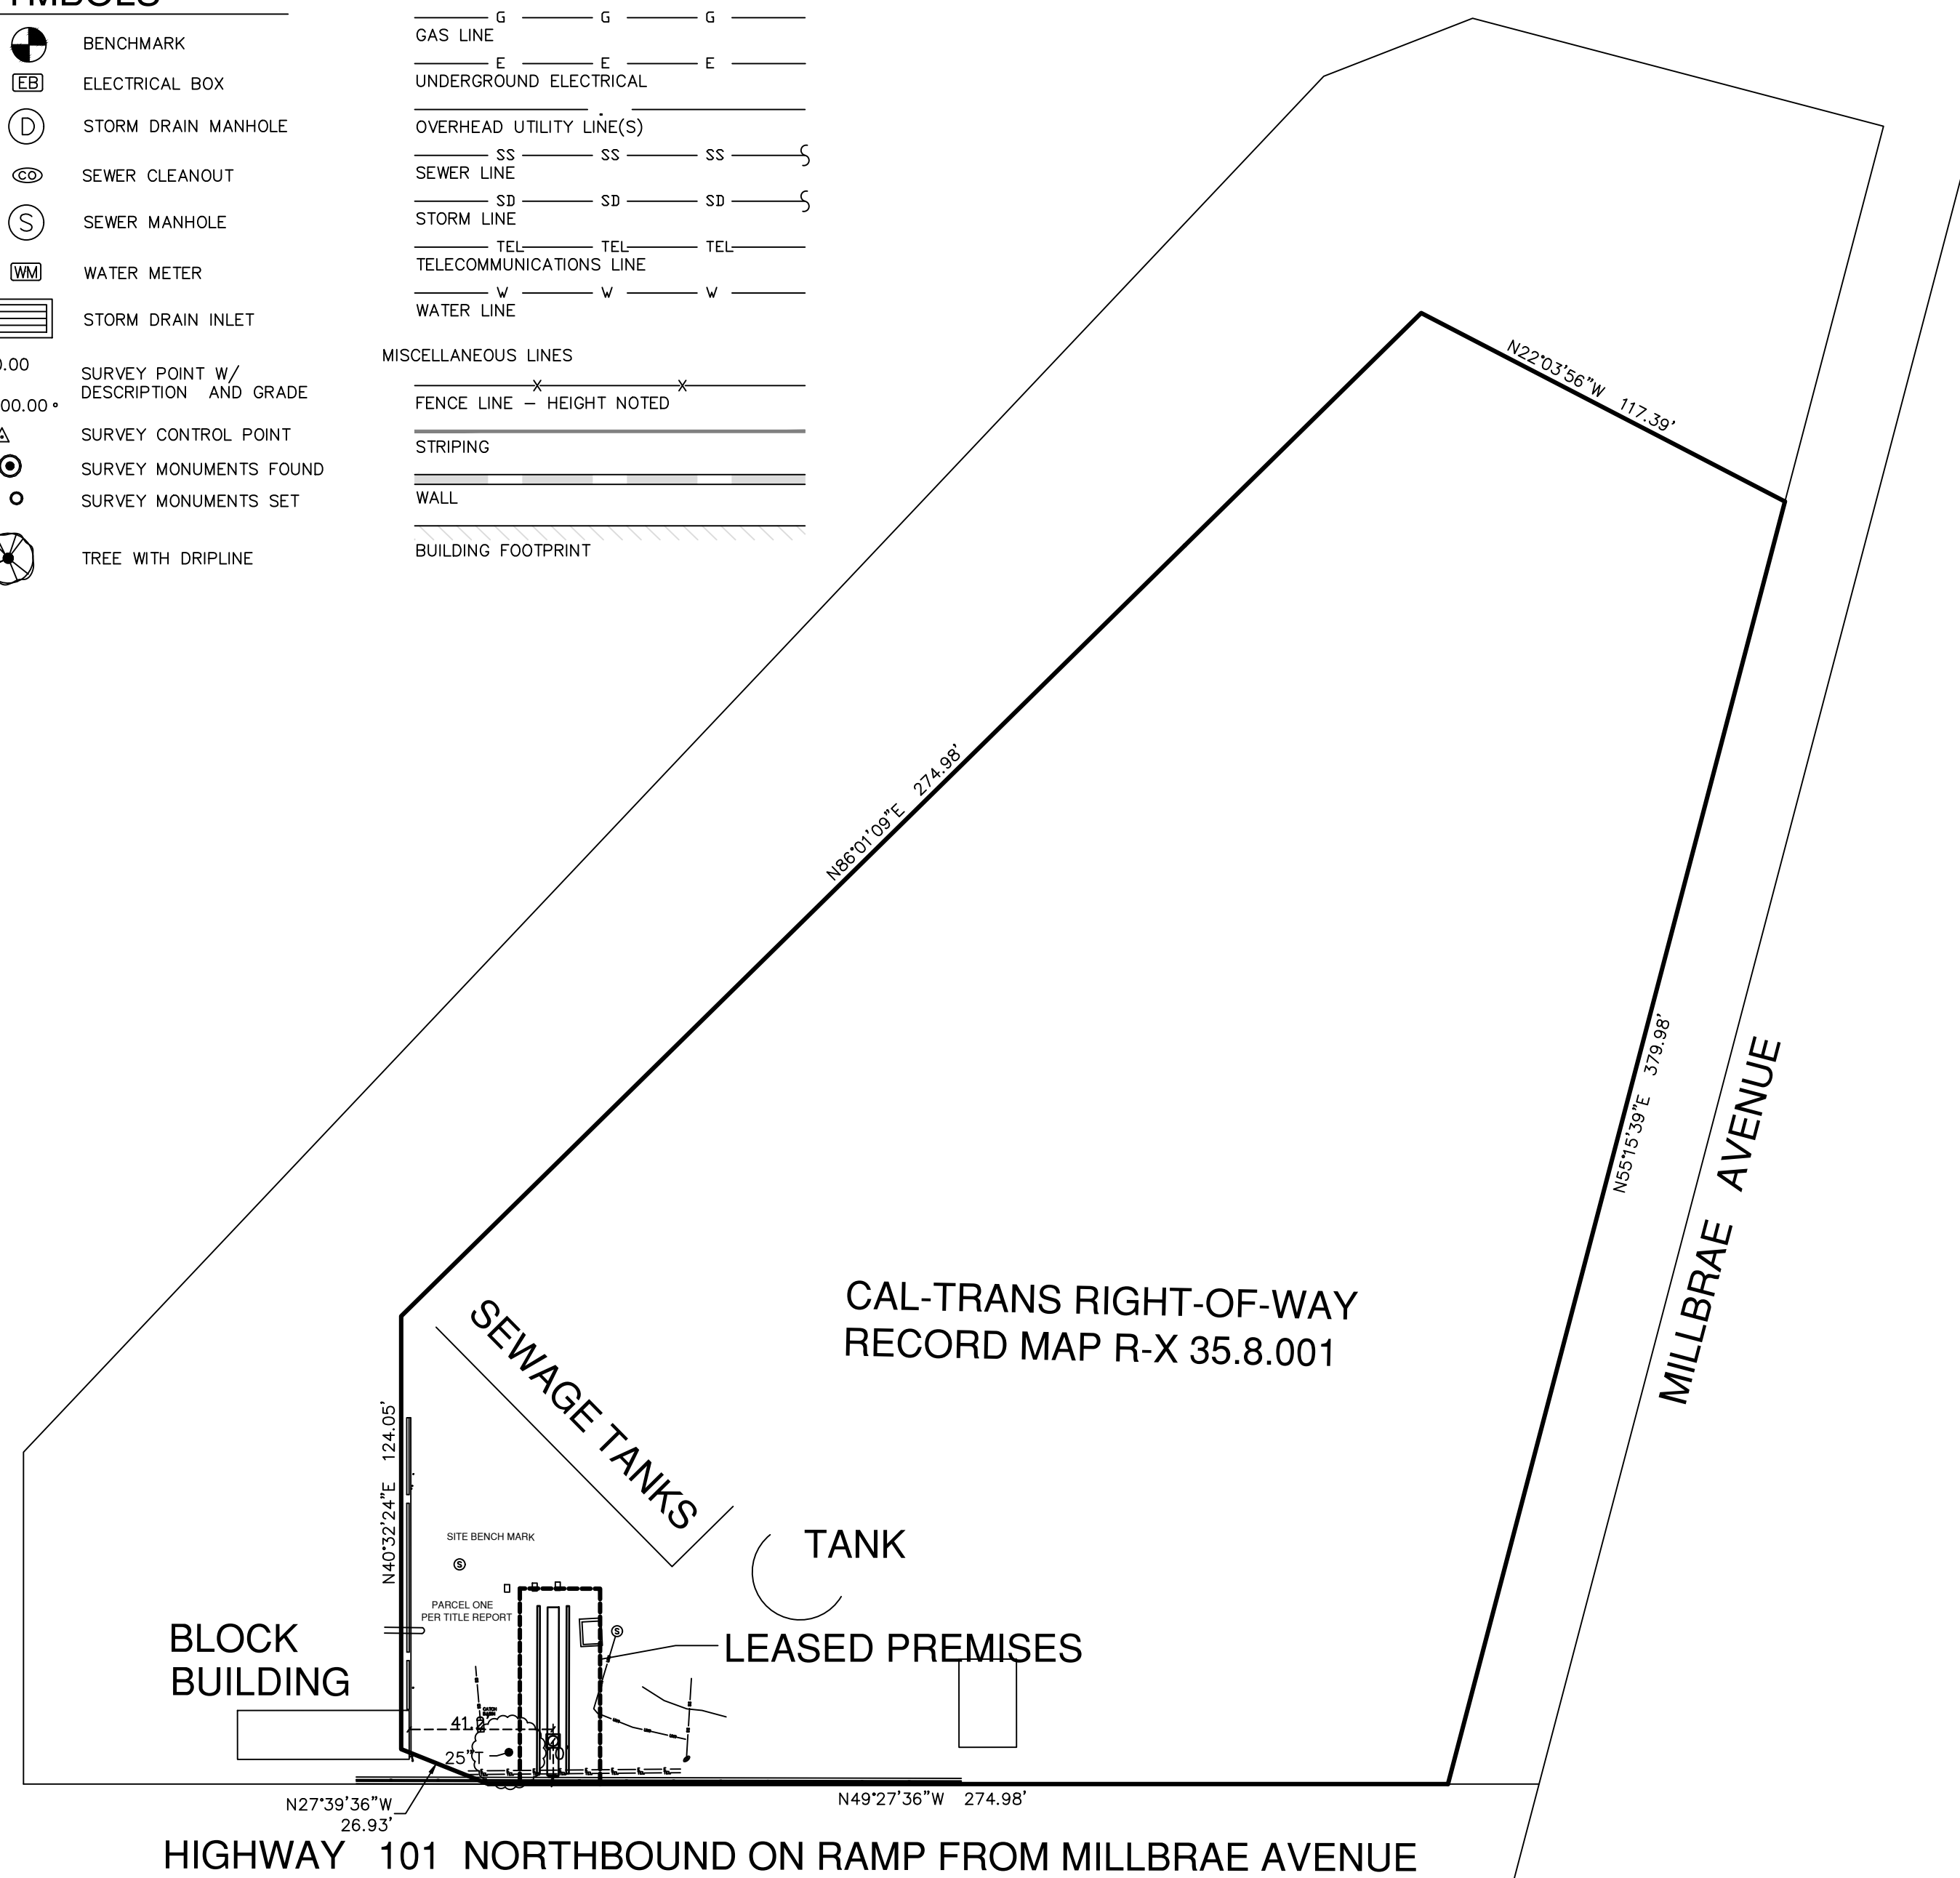 BENCHMARK
EB
ELECTRICAL BOX
D
STORM DRAIN MANHOLE
CO
SEWER CLEANOUT
S
SEWER MANHOLE
WM
WATER METER
STORM DRAIN INLET
SURVEY POINT W/
DESCRIPTION AND GRADE
00.00
SURVEY CONTROL POINT
SURVEY MONUMENTS FOUND
SURVEY MONUMENTS SET
TREE WITH DRIPLINE
G G G
GAS LINE
E E E
UNDERGROUND ELECTRICAL
OVERHEAD UTILITY LINE(S)
SS SS SS
SEWER LINE
SD SD SD
STORM LINE
TEL TEL TEL
TELECOMMUNICATIONS LINE
W W W
WATER LINE
MISCELLANEOUS LINES
X X
FENCE LINE – HEIGHT NOTED
STRIPING
WALL
BUILDING FOOTPRINT
N22°03'56"W 117.39'
N86°01'09"E 274.98'
N55°15'39"E 379.98'
MILLBRAE AVENUE
CAL-TRANS RIGHT-OF-WAY
RECORD MAP R-X 35.8.001
SEWAGE TANKS
N40°32'24"E 124.05'
SITE BENCH MARK
S
TANK
PARCEL ONE
PER TITLE REPORT
S
BLOCK
BUILDING
LEASED PREMISES
25"T
N27°39'36"W
26.93'
N49°27'36"W 274.98'
HIGHWAY 101 NORTHBOUND ON RAMP FROM MILLBRAE AVENUE